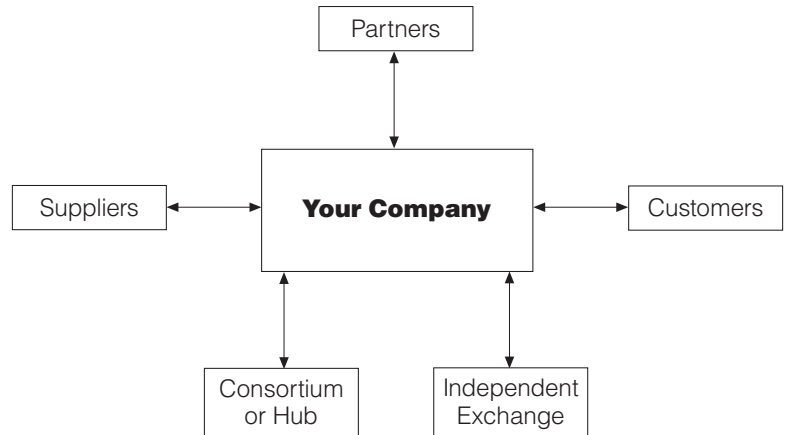 Partners
Suppliers
Your Company
Customers
Consortium
or Hub
Independent
Exchange